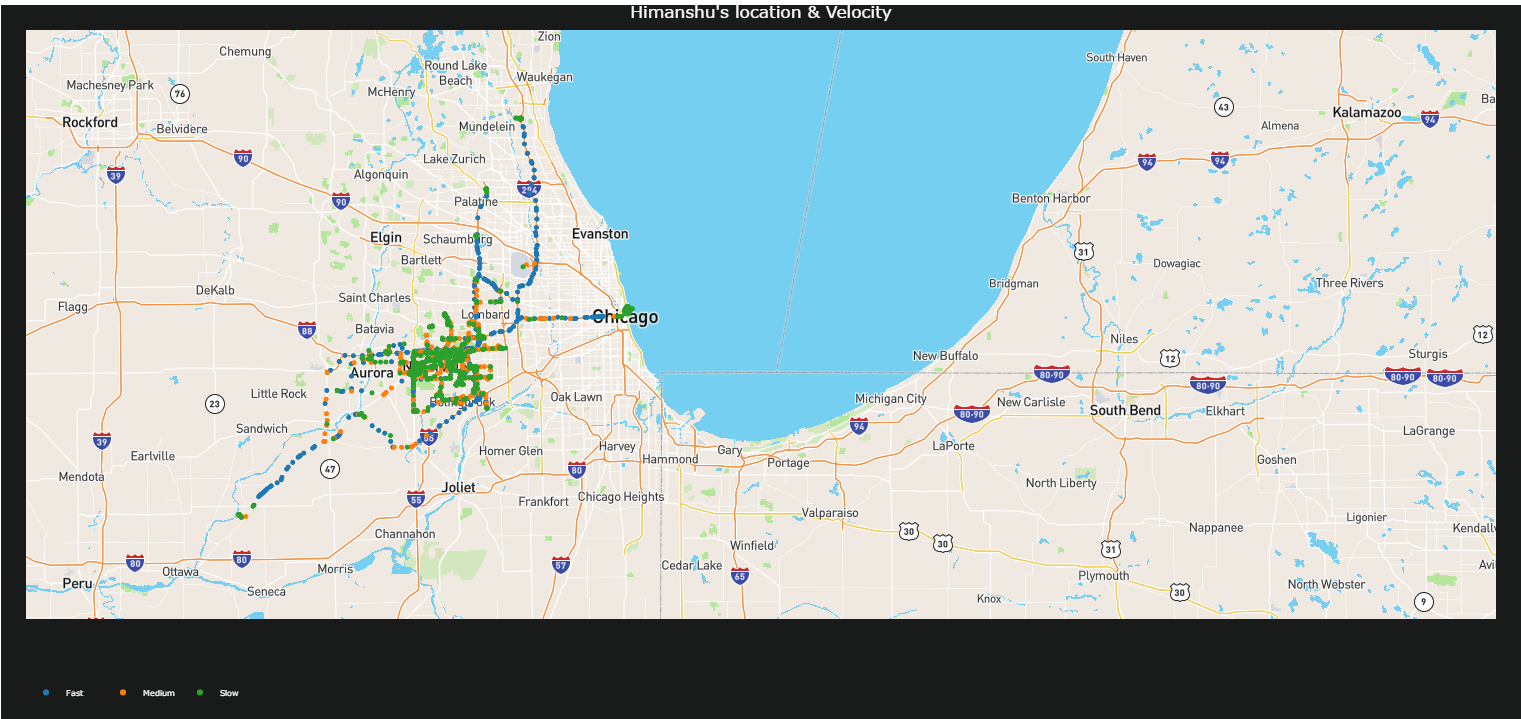 Himanshu's location & Velocity
Zion
Chemung
South Haven
Round Lake
Beach
Waukegan
Machesney Park
McHenry
76
43
Kalamazoo
94
Rockford
Belvidere
Mundelein
Almena
90
Lake Zurich
94
94
39
Algonquin
294
90
Palatine
Benton Harbor
Elgin
Schaumburg
Evanston
31
Bartlett
Dowagiac
DeKalb
Bridgman
Three Rivers
Saint Charles
Flagg
Lombard
Chicago
88
Batavia
12
Niles
New Buffalo
12
Sturgis
Aurora
80-90
80-90
80-90
80-90
Little Rock
Oak Lawn
Michigan City
New Carlisle
23
80-90
South Bend
Elkhart
Sandwich
94
LaGrange
39
Harvey
LaPorte
Earlville
Homer Glen
Gary
Hammond
Portage
Goshen
47
80
Mendota
Joliet
North Liberty
55
Frankfort
Chicago Heights
Valparaiso
Ligonier
Channahon
30
30
Nappanee
Winfield
31
80
80
57
Cedar Lake
65
Ottawa
Morris
Plymouth
Peru
Seneca
30
North Webster
Knox
9
Fast
Medium
Slow